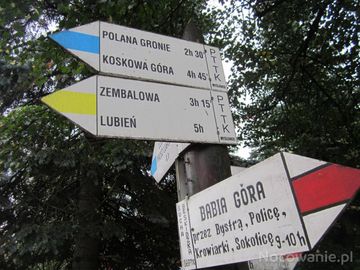 POLANA GRONIE 2h 30'
KOSKOWA GÓRA 4h 45'
PTTK
ZEMBALOWA 3h 15'
LUBIEŃ 5h
PTTK
BABIA GÓRA
przez Bystrą, Policę,
Krowiarki, Sokolicę g-10h
Nocowanie.pl